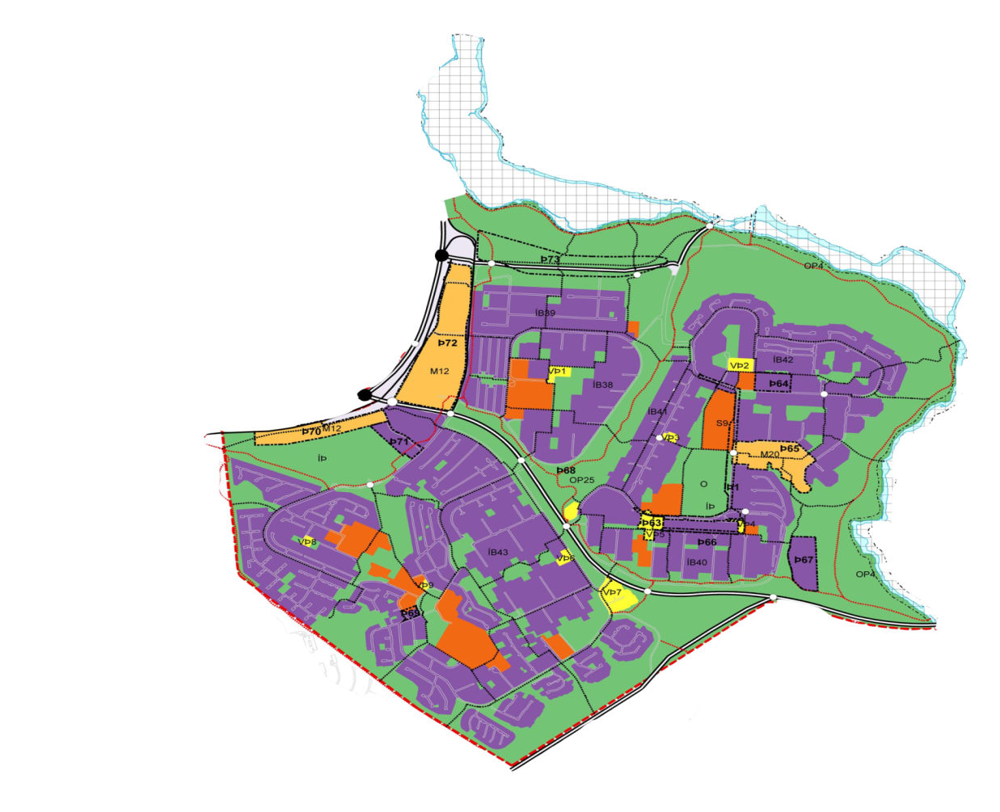 Þ73
OP4
ÍB39
Þ72
ÍB42
VÞ2
M12
VÞ1
ÍB38
Þ64
ÍB41
S9
M12
Þ70
VÞ3
Þ71
Þ65
M20
ÍÞ
Þ68
OP25
O
Þ1
ÍÞ
Þ63
VÞ4
VÞ5
VÞ8
Þ66
ÍB43
VÞ6
ÍB40
Þ67
OP4
VÞ9
VÞ7
Þ69